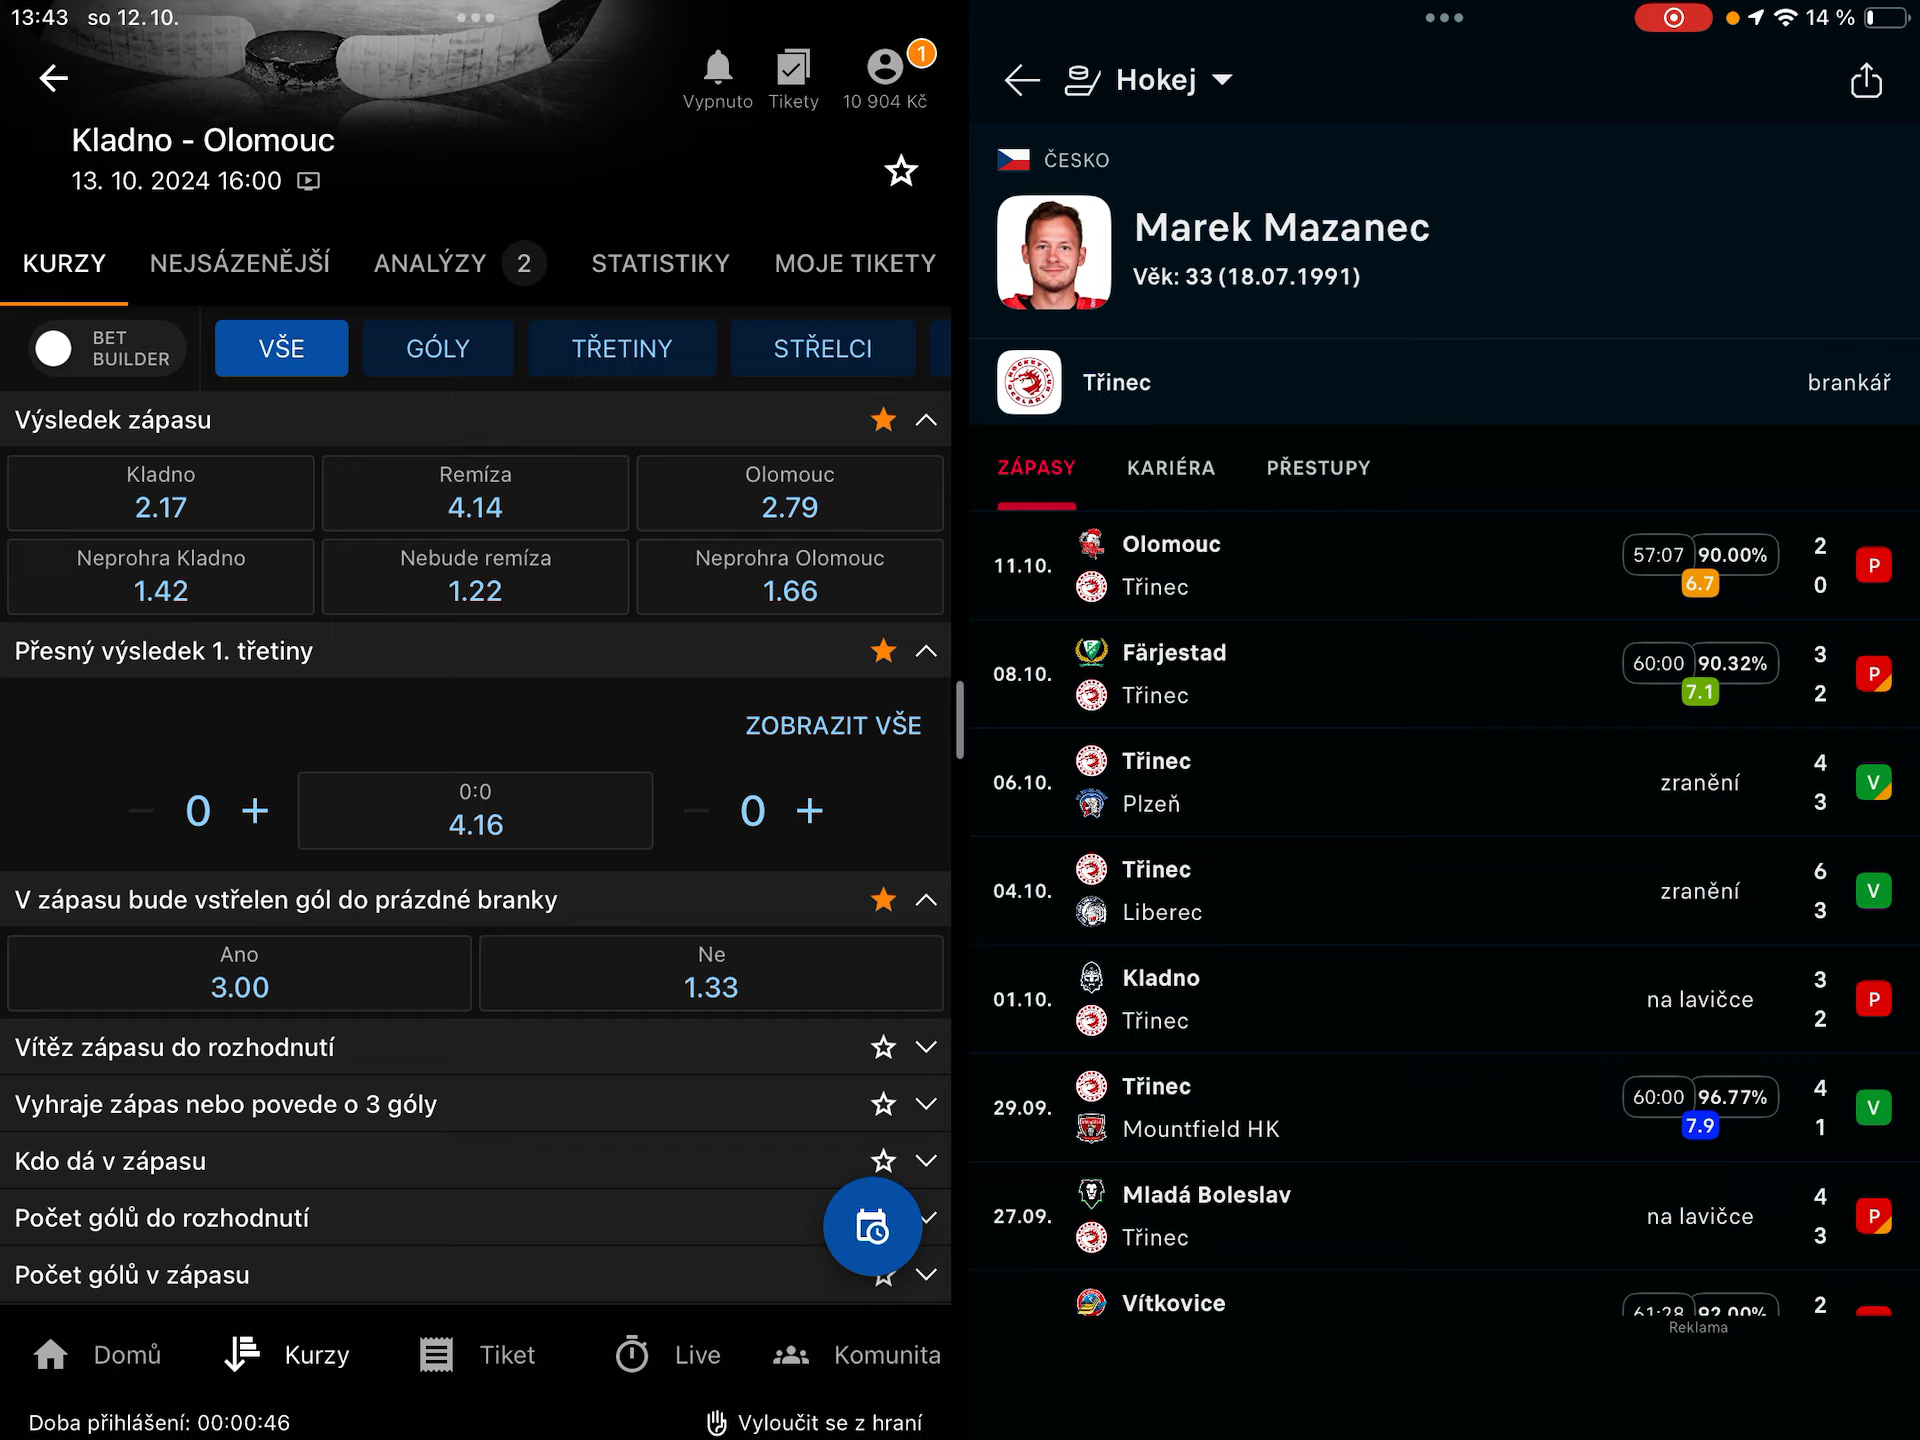 13:43 so 12. 10.
Vypnuto
Tikety
1
10 904 Kč
Kladno - Olomouc
13. 10. 2024 16:00
KURZY
NEJSÁZENĚJŠÍ
ANALÝZY 2
STATISTIKY
MOJE TIKETY
BET BUILDER
VŠE
GÓLY
TŘETINY
STŘELCI
Výsledek zápasu
Kladno
2.17
Remíza
4.14
Olomouc
2.79
Neprohra Kladno
1.42
Nebude remíza
1.22
Neprohra Olomouc
1.66
Přesný výsledek 1. třetiny
ZOBRAZIT VŠE
0 +
0:0
4.16
0 +
V zápasu bude vstřelen gól do prázdné branky
Ano
3.00
Ne
1.33
Vítěz zápasu do rozhodnutí
Vyhraje zápas nebo povede o 3 góly
Kdo dá v zápasu
Počet gólů do rozhodnutí
Počet gólů v zápasu
Domů
Kurzy
Tiket
Live
Komunita
Doba přihlášení: 00:00:46
Vyloučit se z hraní
14 %
Hokej
ČESKO
Marek Mazanec
Věk: 33 (18.07.1991)
Třinec
brankář
ZÁPASY
KARIÉRA
PŘESTUPY
11.10.
Olomouc
Třinec
57:07 90.00%
6.7
2
0
P
08.10.
Färjestad
Třinec
60:00 90.32%
7.1
3
2
P
06.10.
Třinec
Plzeň
zranění
4
3
V
04.10.
Třinec
Liberec
zranění
6
3
V
01.10.
Kladno
Třinec
na lavičce
3
2
P
29.09.
Třinec
Mountfield HK
60:00 96.77%
7.9
4
1
V
27.09.
Mladá Boleslav
Třinec
na lavičce
4
3
P
Vítkovice
61:28 92.00%
2
Reklama